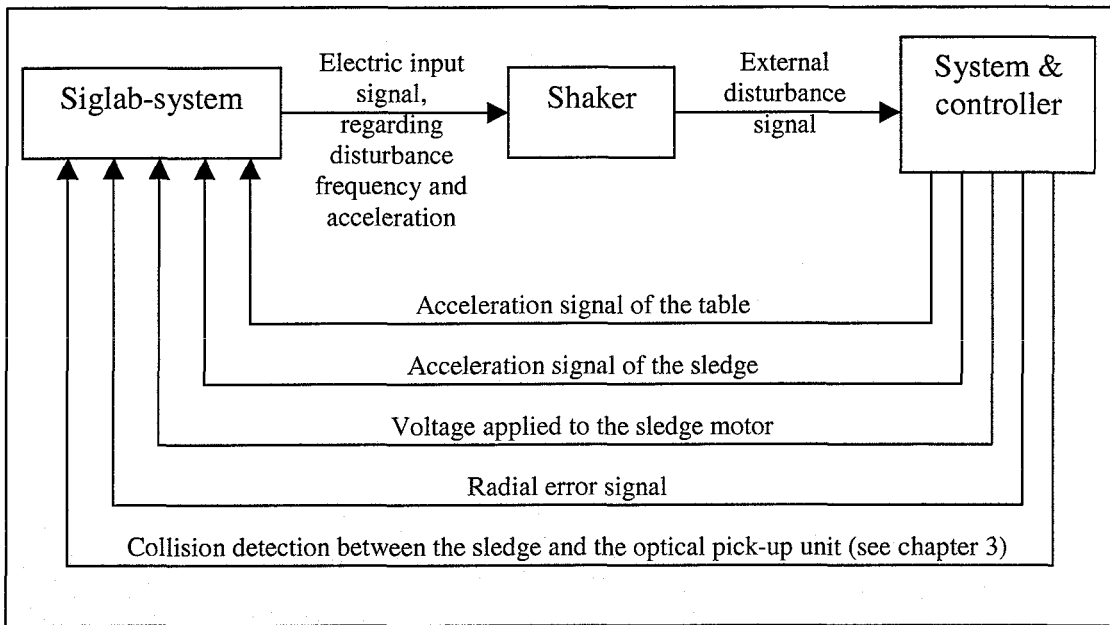 Siglab-system
Electric input
signal,
regarding
disturbance
frequency and
acceleration
Shaker
External
disturbance
signal
System &
controller
Acceleration signal of the table
Acceleration signal of the sledge
Voltage applied to the sledge motor
Radial error signal
Collision detection between the sledge and the optical pick-up unit (see chapter 3)